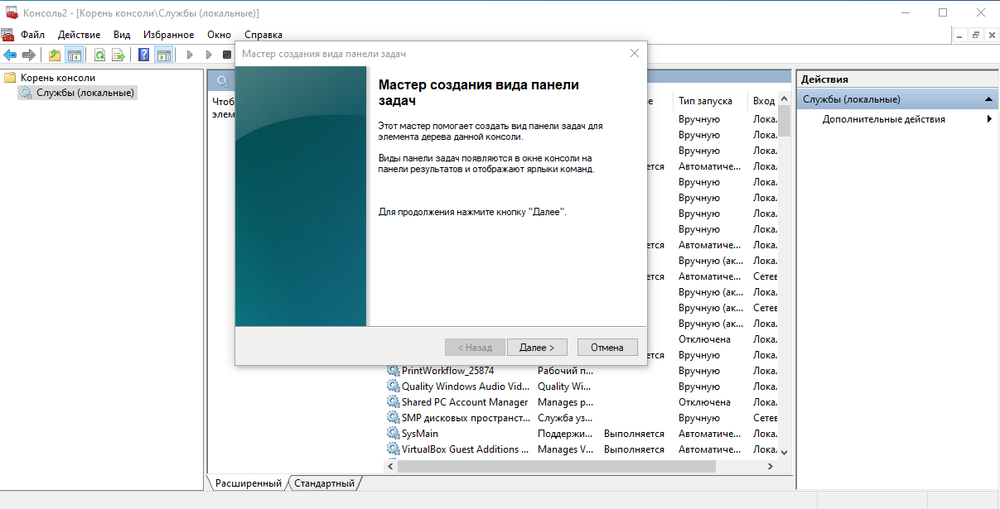 Консоль2 - [Корень консоли\Службы (локальные)]
Файл Действие Вид Избранное Окно Справка
Корень консоли
Службы (локальные)
Чтоб
элем
Мастер создания вида панели задач
Мастер создания вида панели
задач
Этот мастер помогает создать вид панели задач для
элемента дерева данной консоли.
Виды панели задач появляются в окне консоли на
панели результатов и отображают ярлыки команд.
Для продолжения нажмите кнопку "Далее".
< Назад Далее > Отмена
е Тип запуска Вход
Вручную Лока.
Вручную Лока.
Вручную Лока.
ется Автоматиче... Лока.
Вручную Лока.
Вручную Лока.
Вручную Лока.
Вручную Лока.
ется Автоматиче... Лока.
Вручную (ак... Лока.
ется Автоматиче... Сетев
Вручную (ак... Лока.
Вручную (ак... Сетев
Вручную (ак... Лока.
Отключена Лока.
ется Вручную Лока.
PrintWorkflow_25874 Рабочий п... Вручную Лока.
Quality Windows Audio Vid... Quality Wi... Вручную Лока.
Shared PC Account Manager Manages p... Отключена Лока.
SMP дисковых пространст... Служба уз... Вручную Сетев
SysMain Поддержи... Выполняется Автоматиче... Лока.
VirtualBox Guest Additions ... Manages V... Выполняется Автоматиче... Лока.
Расширенный Стандартный
Действия
Службы (локальные)
Дополнительные действия